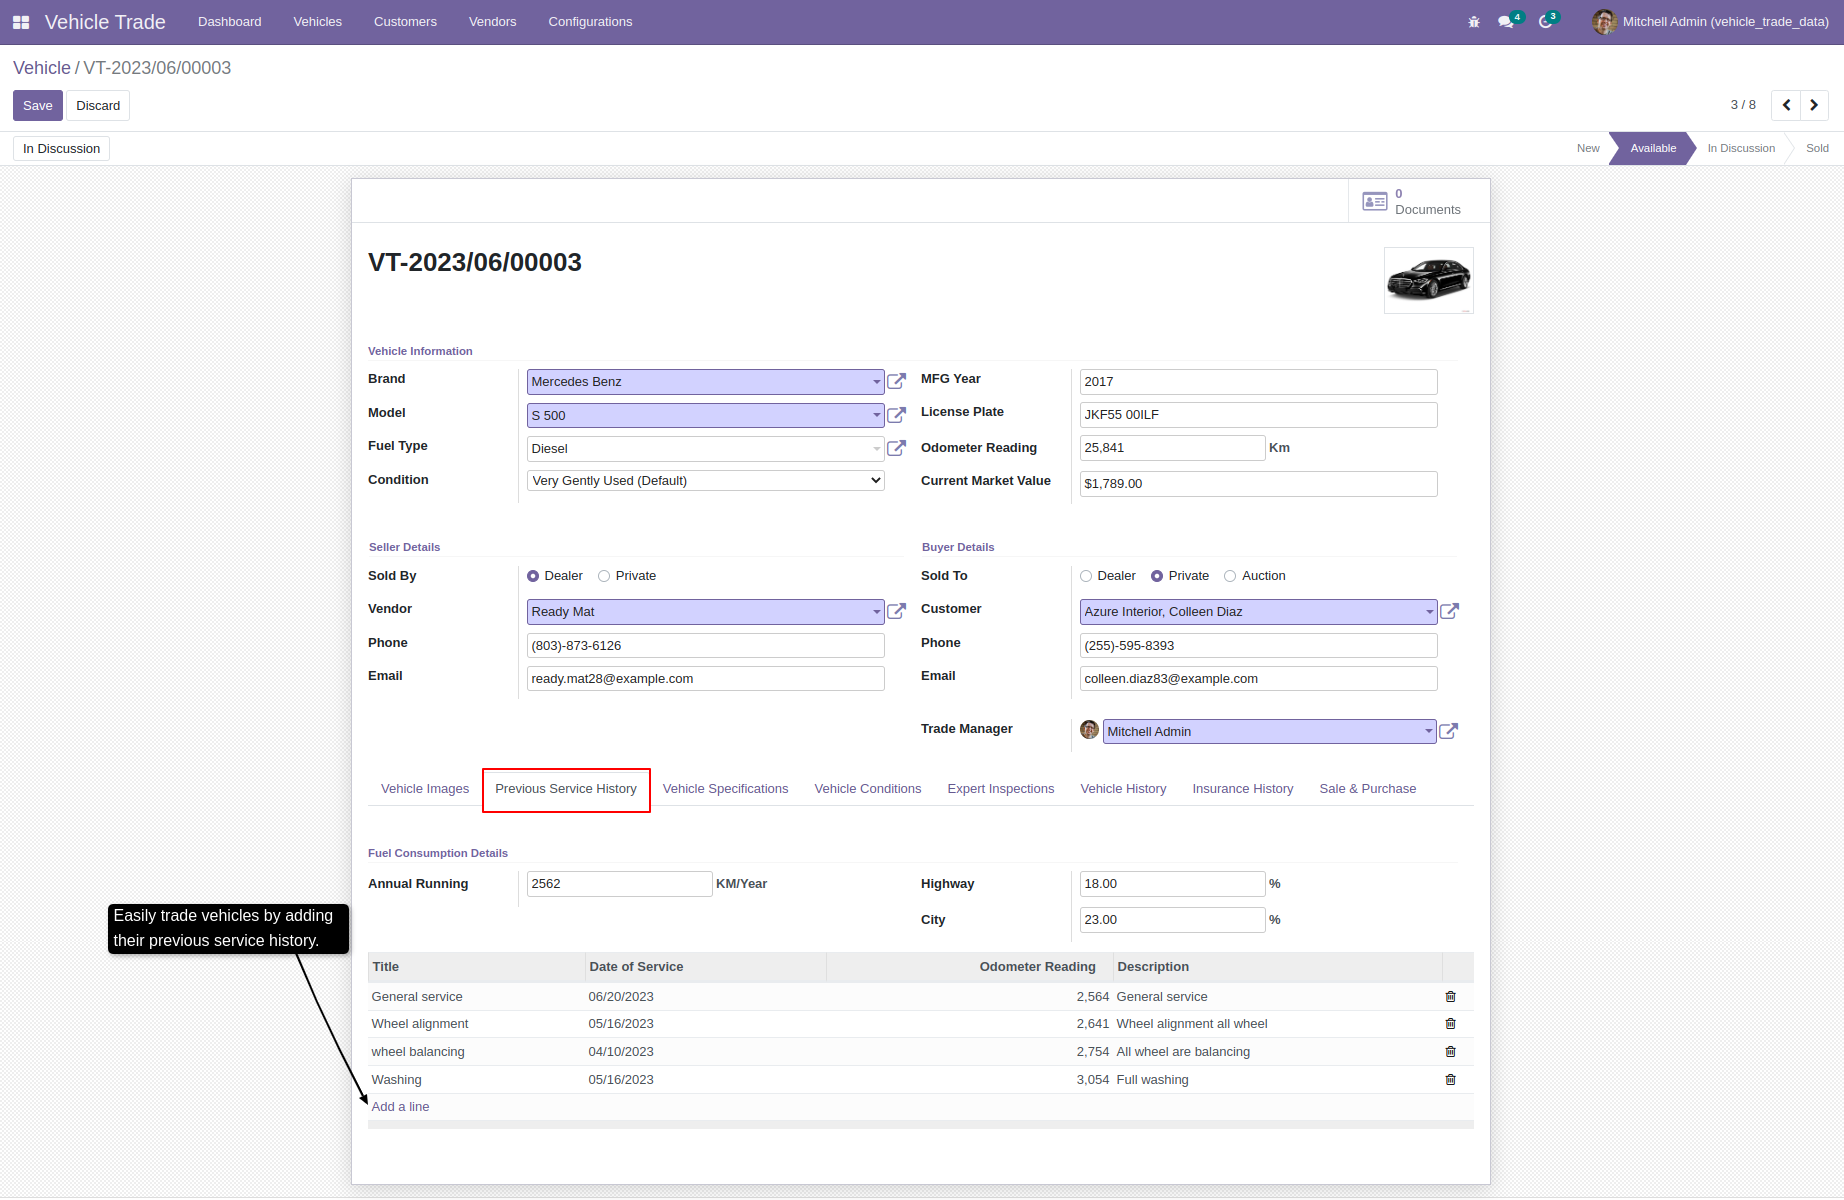 Vehicle Trade Dashboard Vehicles Customers Vendors Configurations 4 3 Mitchell Admin (vehicle_trade_data)
Vehicle / VT-2023/06/00003
Save Discard 3 / 8
In Discussion New Available In Discussion Sold
0
Documents
VT-2023/06/00003
Vehicle Information
Brand Mercedes Benz MFG Year 2017
Model S 500 License Plate JKF55 00ILF
Fuel Type Diesel Odometer Reading 25,841 Km
Condition Very Gently Used (Default) Current Market Value $1,789.00
Seller Details Buyer Details
Sold By Dealer Private Sold To Dealer Private Auction
Vendor Ready Mat Customer Azure Interior, Colleen Diaz
Phone (803)-873-6126 Phone (255)-595-8393
Email ready.mat28@example.com Email colleen.diaz83@example.com
Trade Manager Mitchell Admin
Vehicle Images Previous Service History Vehicle Specifications Vehicle Conditions Expert Inspections Vehicle History Insurance History Sale & Purchase
Fuel Consumption Details
Annual Running 2562 KM/Year Highway 18.00 %
City 23.00 %
Easily trade vehicles by adding
their previous service history.
Title Date of Service Odometer Reading Description
General service 06/20/2023 2,564 General service
Wheel alignment 05/16/2023 2,641 Wheel alignment all wheel
wheel balancing 04/10/2023 2,754 All wheel are balancing
Washing 05/16/2023 3,054 Full washing
Add a line